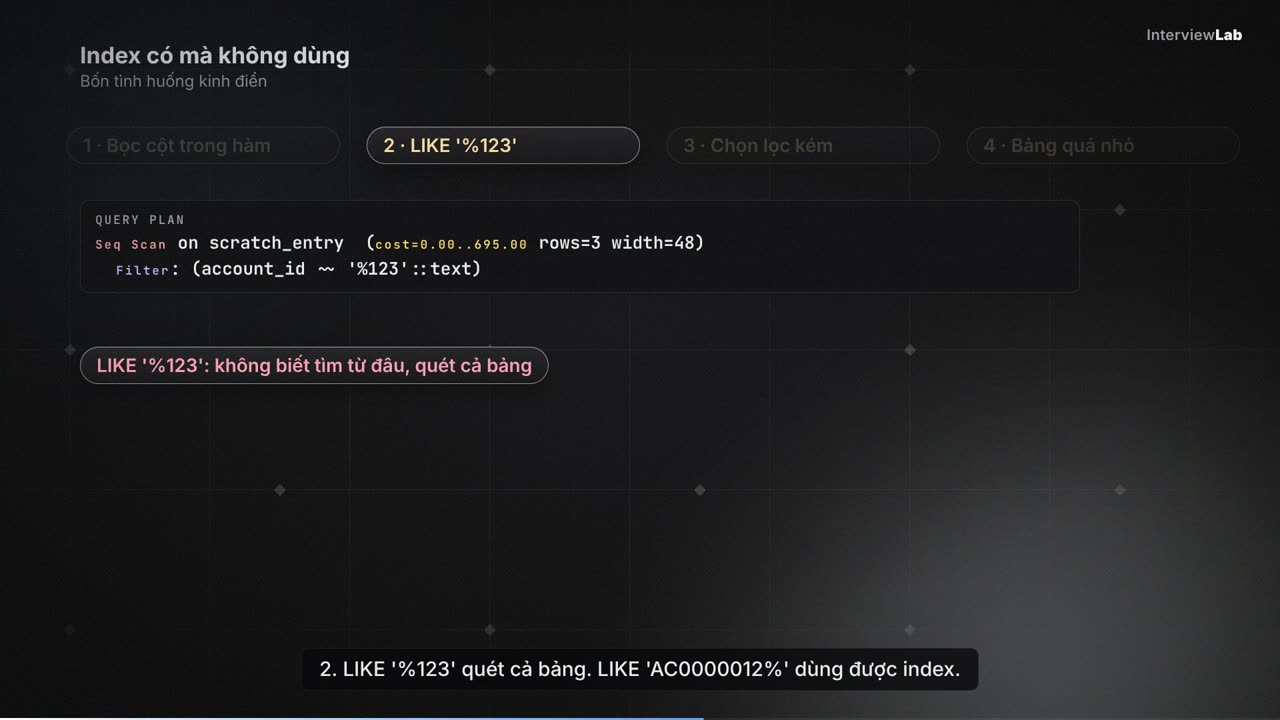 InterviewLab
Index có mà không dùng
Bốn tình huống kinh điển
1 · Bọc cột trong hàm
2 · LIKE '%123'
3 · Chọn lọc kém
4 · Bảng quá nhỏ
QUERY PLAN
Seq Scan on scratch_entry (cost=0.00..695.00 rows=3 width=48)
Filter: (account_id ~~ '%123'::text)
LIKE '%123': không biết tìm từ đâu, quét cả bảng
2. LIKE '%123' quét cả bảng. LIKE 'AC0000012%' dùng được index.